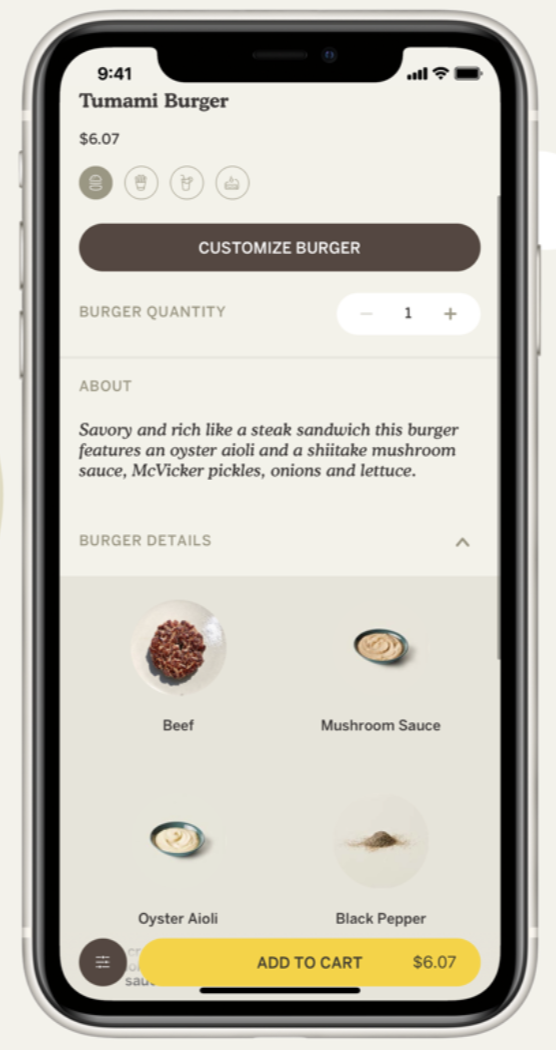 9:41
Tumami Burger
$6.07
CUSTOMIZE BURGER
BURGER QUANTITY
1
ABOUT
Savory and rich like a steak sandwich this burger
features an oyster aioli and a shiitake mushroom
sauce, McVicker pickles, onions and lettuce.
BURGER DETAILS
Beef
Mushroom Sauce
Oyster Aioli
Black Pepper
ADD TO CART $6.07